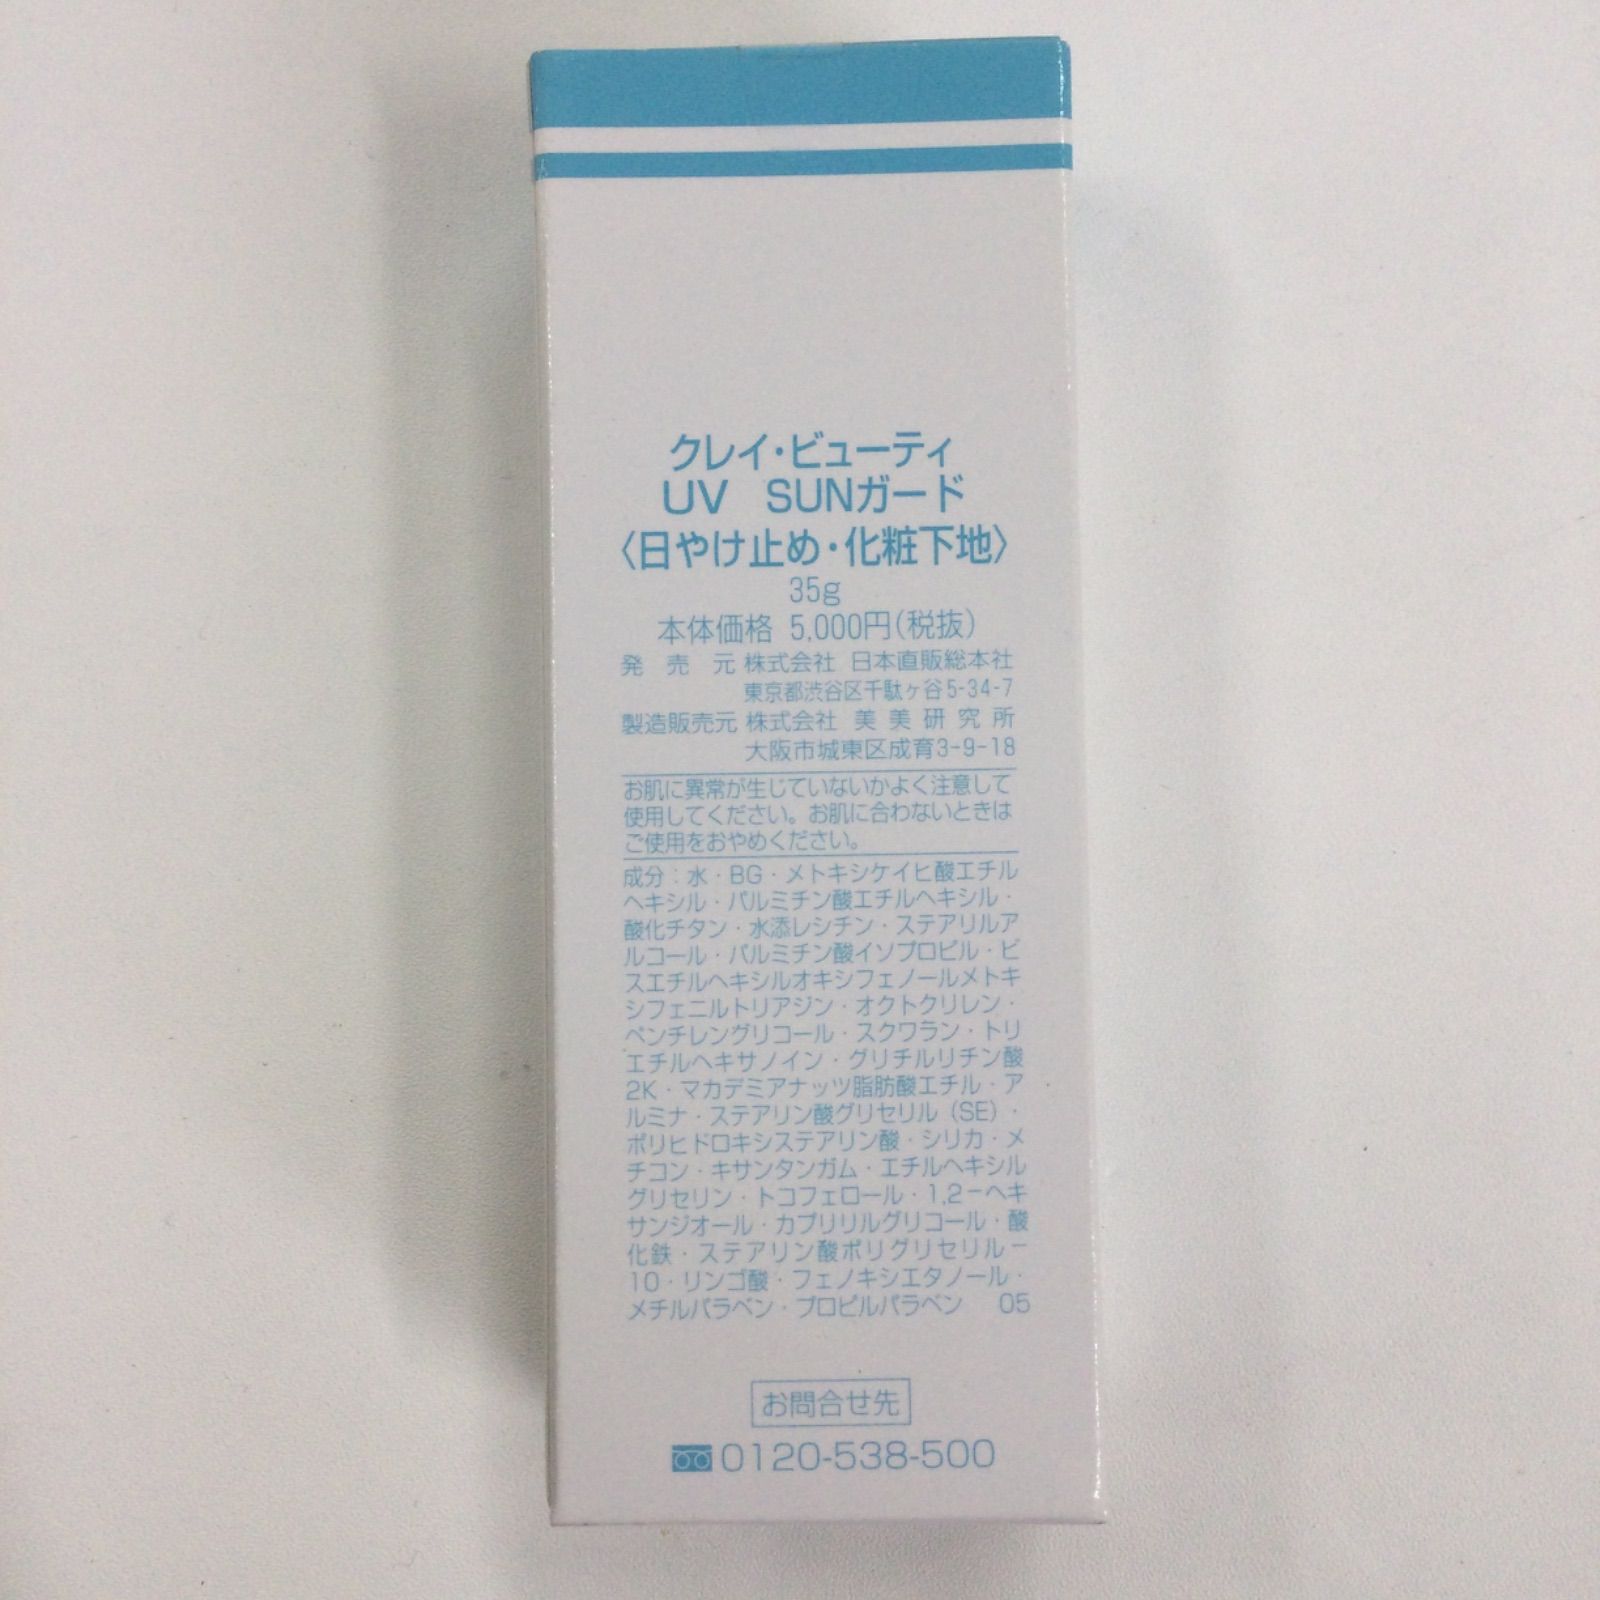 クレイ・ビューティ
UV SUNガード
〈日やけ止め・化粧下地〉
35g
本体価格 5,000円(税抜)
発売元 株式会社 日本直販総本社
東京都渋谷区千駄ヶ谷5-34-7
製造販売元 株式会社 美美研究所
大阪市城東区成育3-9-18
お肌に異常が生じていないかよく注意して
使用してください。お肌に合わないときは
ご使用をおやめください。
成分:水・BG・メトキシケイヒ酸エチル
ヘキシル・パルミチン酸エチルヘキシル・
酸化チタン・水添レシチン・ステアリルア
ルコール・パルミチン酸イソプロピル・ビ
スエチルヘキシルオキシフェノールメトキ
シフェニルトリアジン・オクトクリレン・
ペンチレングリコール・スクワラン・トリ
エチルヘキサノイン・グリチルリチン酸
2K・マカデミアナッツ脂肪酸エチル・ア
ルミナ・ステアリン酸グリセリル(SE)・
ポリヒドロキシステアリン酸・シリカ・メ
チコン・キサンタンガム・エチルヘキシル
グリセリン・トコフェロール・1,2-ヘキ
サンジオール・カプリリルグリコール・酸
化鉄・ステアリン酸ポリグリセリル-
10・リンゴ酸・フェノキシエタノール・
メチルパラベン・プロピルパラベン 05
お問合せ先
0120-538-500